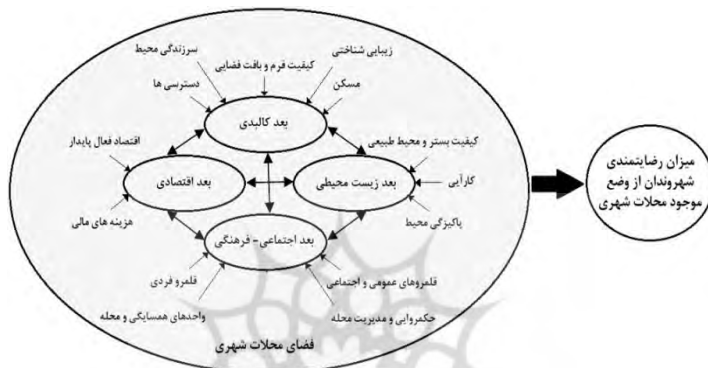 زیبایی شناختی
سرزندگی محیط
کیفیت فرم و بافت فضایی
مسکن
دسترسی ها
بعد کالبدی
اقتصاد فعال پایدار
کیفیت بستر و محیط طبیعی
بعد اقتصادی
بعد زیست محیطی
کارآیی
هزینه های مالی
پاکیزگی محیط
بعد اجتماعی - فرهنگی
قلمرو فردی
قلمروهای عمومی و اجتماعی
واحدهای همسایگی و محله
حکمروایی و مدیریت محله
فضای محلات شهری
میزان رضایتمندی
شهروندان از وضع
موجود محلات شهری